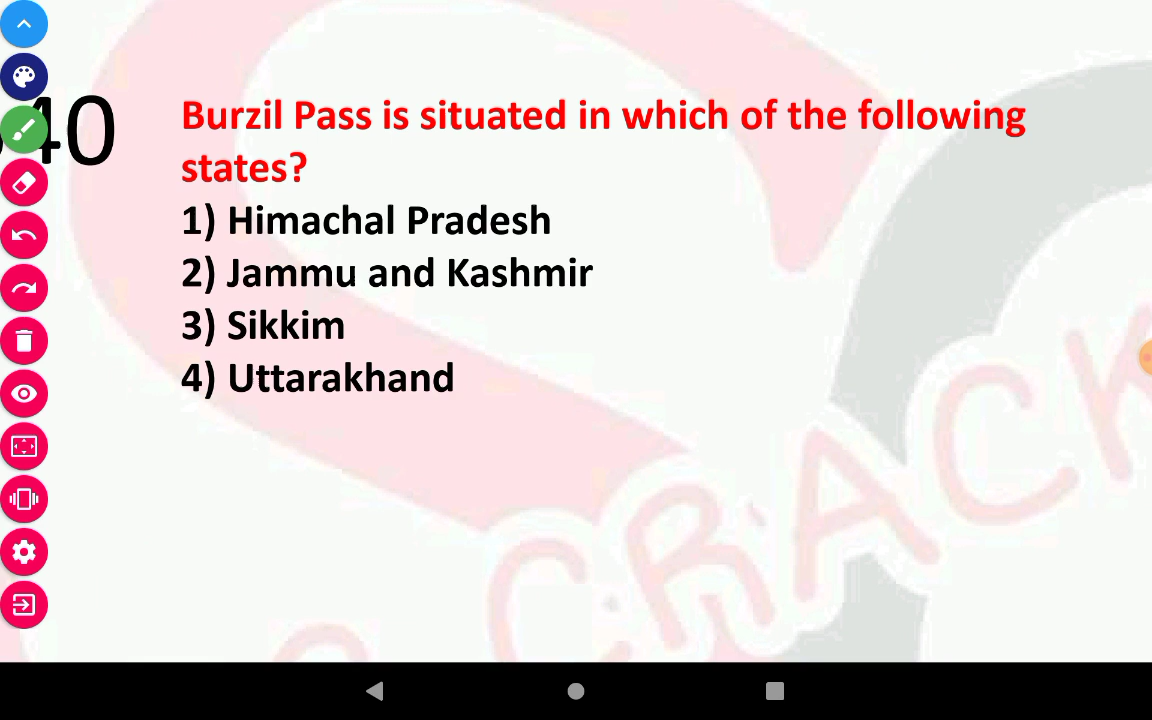 40
Burzil Pass is situated in which of the following
states?
1) Himachal Pradesh
2) Jammu and Kashmir
3) Sikkim
4) Uttarakhand
CRACK